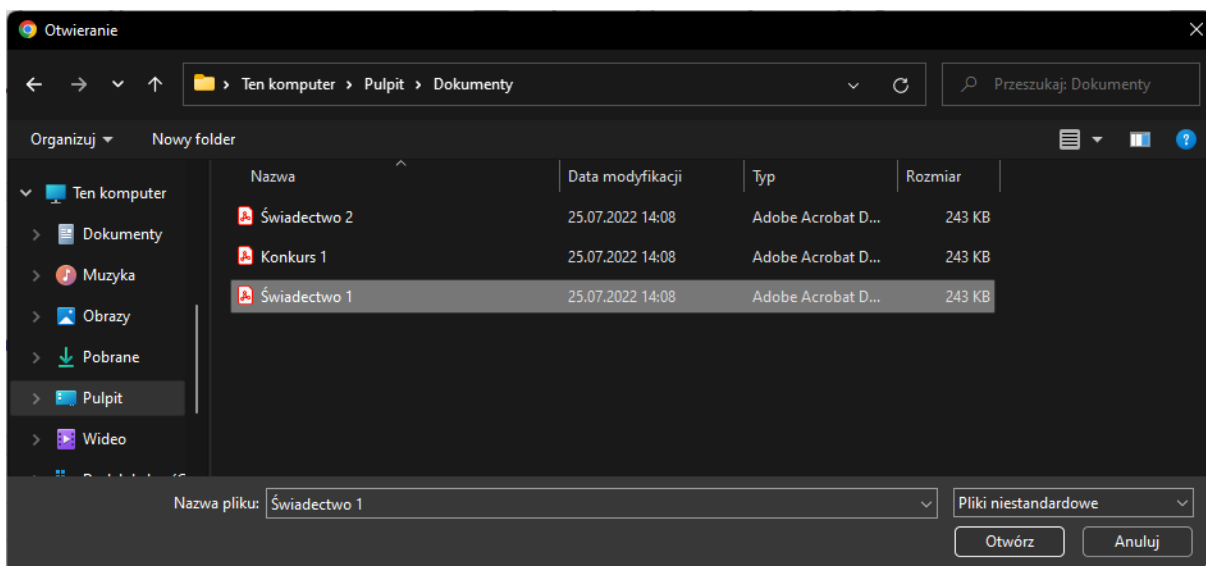 Otwieranie
Ten komputer > Pulpit > Dokumenty
Przeszukaj: Dokumenty
Organizuj
Nowy folder
Nazwa Data modyfikacji Typ Rozmiar
Ten komputer
Dokumenty
Muzyka
Obrazy
Pobrane
Pulpit
Wideo
Świadectwo 2 25.07.2022 14:08 Adobe Acrobat D... 243 KB
Konkurs 1 25.07.2022 14:08 Adobe Acrobat D... 243 KB
Świadectwo 1 25.07.2022 14:08 Adobe Acrobat D... 243 KB
Nazwa pliku: Świadectwo 1
Pliki niestandardowe
Otwórz Anuluj